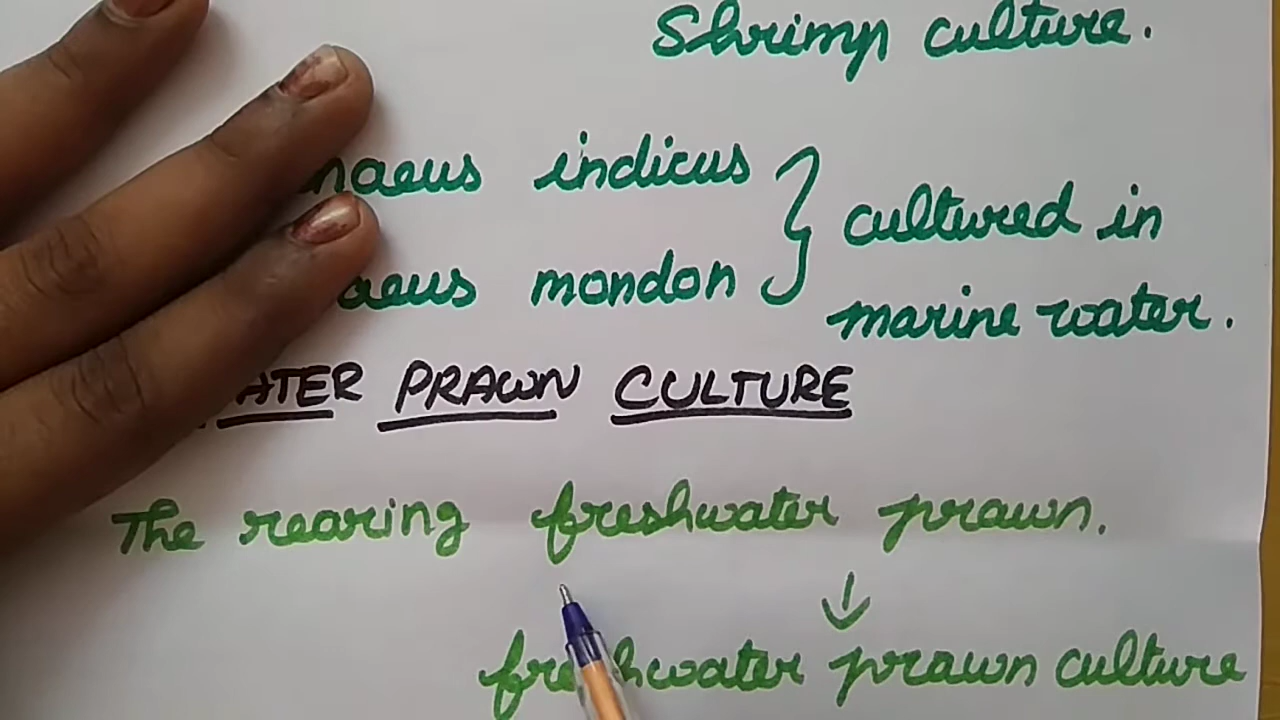 Shrimp culture.
naeus indicus
aeus mondon
} cultured in
marine water.
ATER PRAWN CULTURE
The rearing freshwater prawn.
↓
freshwater prawn culture